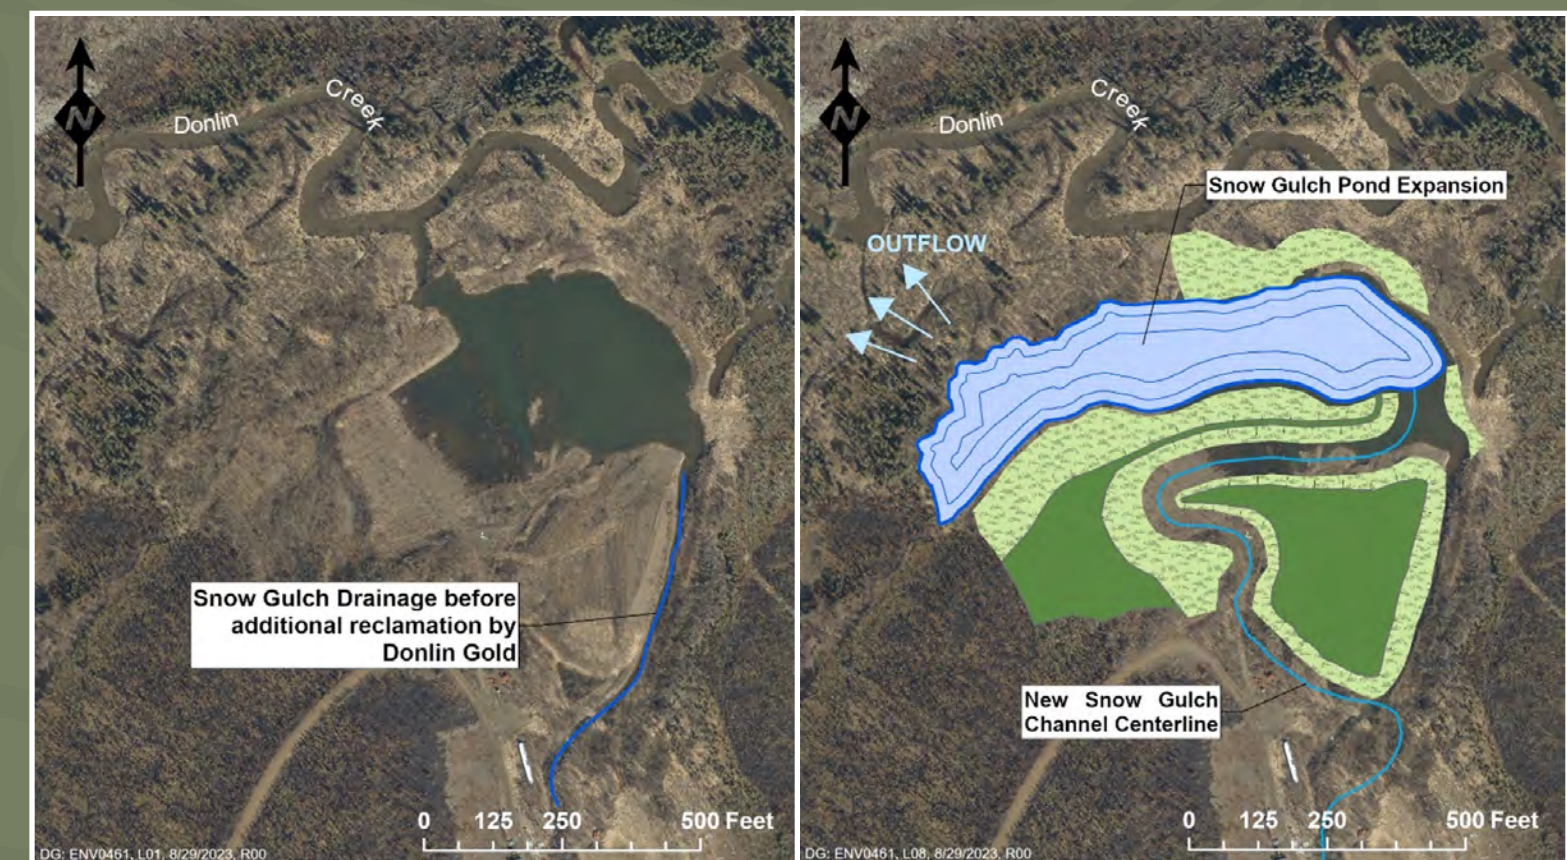 N
Donlin
Creek
Snow Gulch Drainage before
additional reclamation by
Donlin Gold
0 125 250 500 Feet
DG: ENV0461, L01, 8/29/2023, R00
N
Donlin
Creek
Snow Gulch Pond Expansion
OUTFLOW
New Snow Gulch
Channel Centerline
0 125 250 500 Feet
DG: ENV0461, L08, 8/29/2023, R00